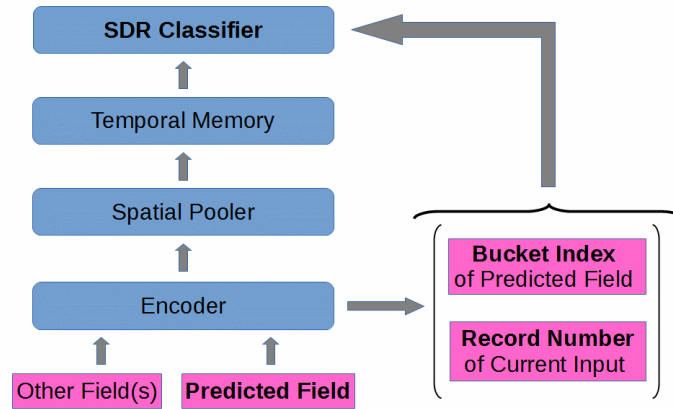 SDR Classifier
Temporal Memory
Spatial Pooler
Encoder
Other Field(s)
Predicted Field
Bucket Index
of Predicted Field
Record Number
of Current Input